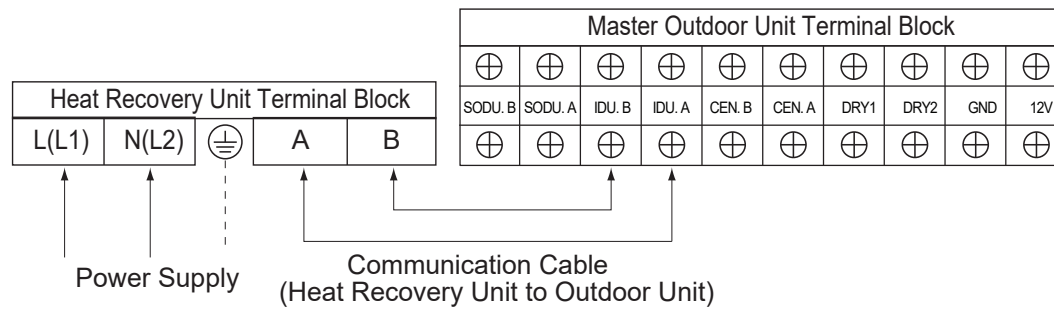 Master Outdoor Unit Terminal Block
SODU. B SODU. A IDU. B IDU. A CEN. B CEN. A DRY1 DRY2 GND 12V
Heat Recovery Unit Terminal Block
L(L1) N(L2) A B
Power Supply
Communication Cable
(Heat Recovery Unit to Outdoor Unit)